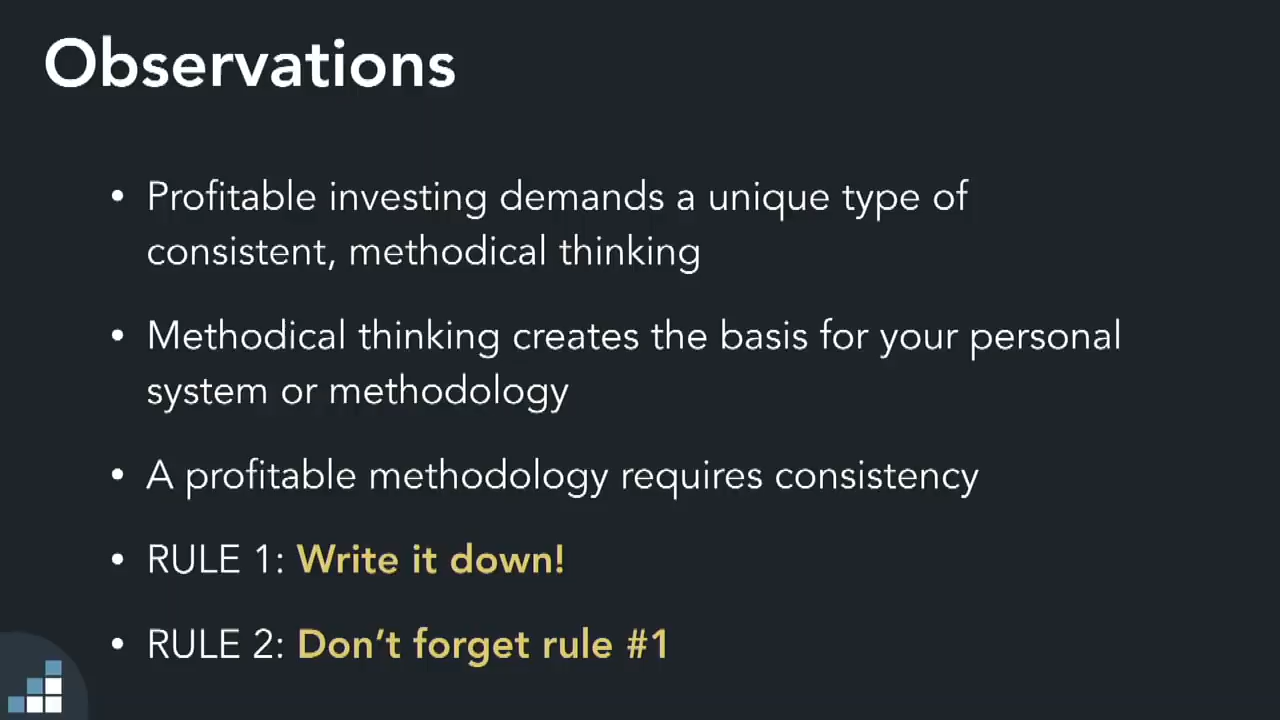 Observations
• Profitable investing demands a unique type of
consistent, methodical thinking
• Methodical thinking creates the basis for your personal
system or methodology
• A profitable methodology requires consistency
• RULE 1: Write it down!
• RULE 2: Don’t forget rule #1